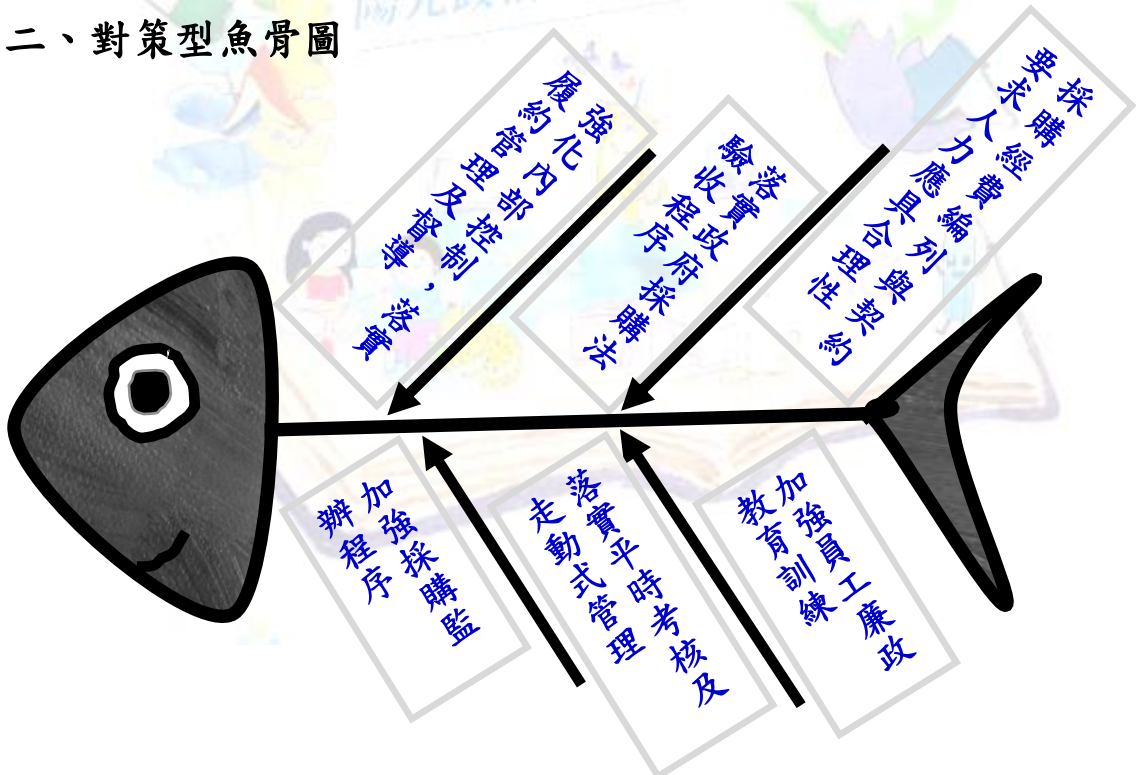 二、對策型魚骨圖
強化內部控制，落實
履約管理及督導
落實政府採購法
驗收程序
採購經費編列與契約
要求人力應具合理性
加強採購監
辦程序
落實平時考核及
走動式管理
加強員工廉政
教育訓練